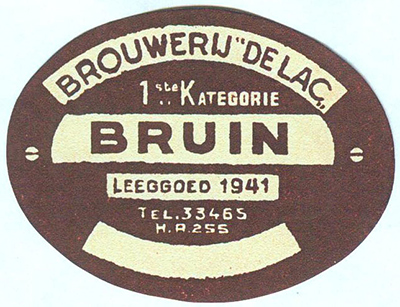 BROUWERIJ "DE LAC,,
1ste KATEGORIE
BRUIN
LEEGGOED 1941
TEL.33465
H.R.255